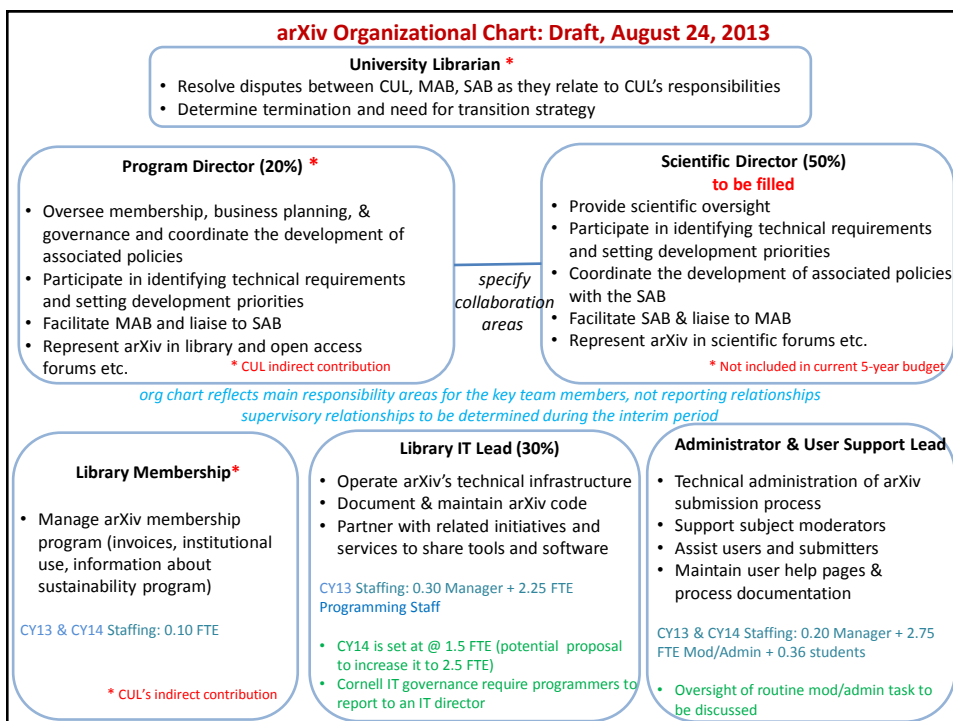 arXiv Organizational Chart: Draft, August 24, 2013
University Librarian *
• Resolve disputes between CUL, MAB, SAB as they relate to CUL's responsibilities
• Determine termination and need for transition strategy
Program Director (20%) *
• Oversee membership, business planning, &
governance and coordinate the development of
associated policies
• Participate in identifying technical requirements
and setting development priorities
• Facilitate MAB and liaise to SAB
• Represent arXiv in library and open access
forums etc.
* CUL indirect contribution
specify
collaboration
areas
Scientific Director (50%)
to be filled
• Provide scientific oversight
• Participate in identifying technical requirements
and setting development priorities
• Coordinate the development of associated policies
with the SAB
• Facilitate SAB & liaise to MAB
• Represent arXiv in scientific forums etc.
* Not included in current 5-year budget
org chart reflects main responsibility areas for the key team members, not reporting relationships
supervisory relationships to be determined during the interim period
Library Membership*
• Manage arXiv membership
program (invoices, institutional
use, information about
sustainability program)
CY13 & CY14 Staffing: 0.10 FTE
* CUL's indirect contribution
Library IT Lead (30%)
• Operate arXiv's technical infrastructure
• Document & maintain arXiv code
• Partner with related initiatives and
services to share tools and software
CY13 Staffing: 0.30 Manager + 2.25 FTE
Programming Staff
• CY14 is set at @ 1.5 FTE (potential proposal
to increase it to 2.5 FTE)
• Cornell IT governance require programmers to
report to an IT director
Administrator & User Support Lead
• Technical administration of arXiv
submission process
• Support subject moderators
• Assist users and submitters
• Maintain user help pages &
process documentation
CY13 & CY14 Staffing: 0.20 Manager + 2.75
FTE Mod/Admin + 0.36 students
• Oversight of routine mod/admin task to
be discussed